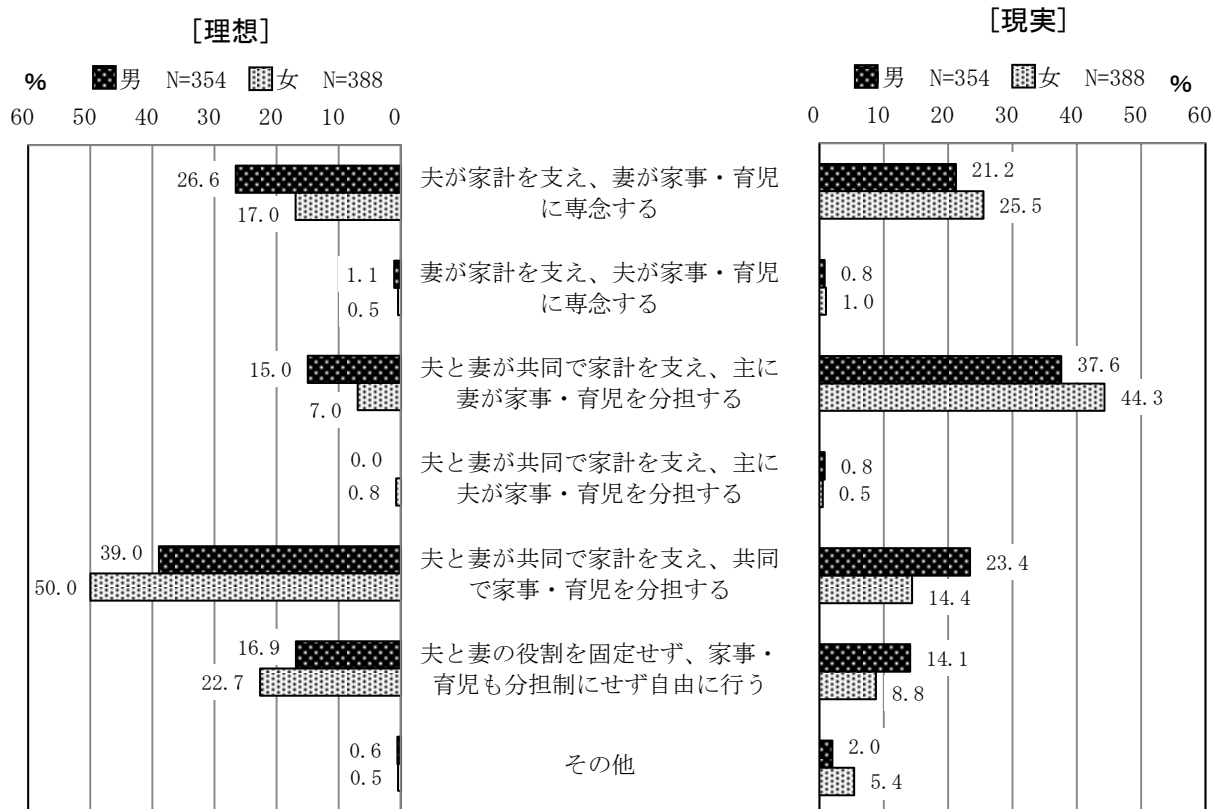 [理想]
[現実]
% 男 N=354 女 N=388
男 N=354 女 N=388 %
60 50 40 30 20 10 0
0 10 20 30 40 50 60
26.6
17.0
夫が家計を支え、妻が家事・育児
に専念する
21.2
25.5
1.1
0.5
妻が家計を支え、夫が家事・育児
に専念する
0.8
1.0
15.0
7.0
夫と妻が共同で家計を支え、主に
妻が家事・育児を分担する
37.6
44.3
0.0
0.8
夫と妻が共同で家計を支え、主に
夫が家事・育児を分担する
0.8
0.5
39.0
50.0
夫と妻が共同で家計を支え、共同
で家事・育児を分担する
23.4
14.4
16.9
22.7
夫と妻の役割を固定せず、家事・
育児も分担制にせず自由に行う
14.1
8.8
0.6
0.5
その他
2.0
5.4